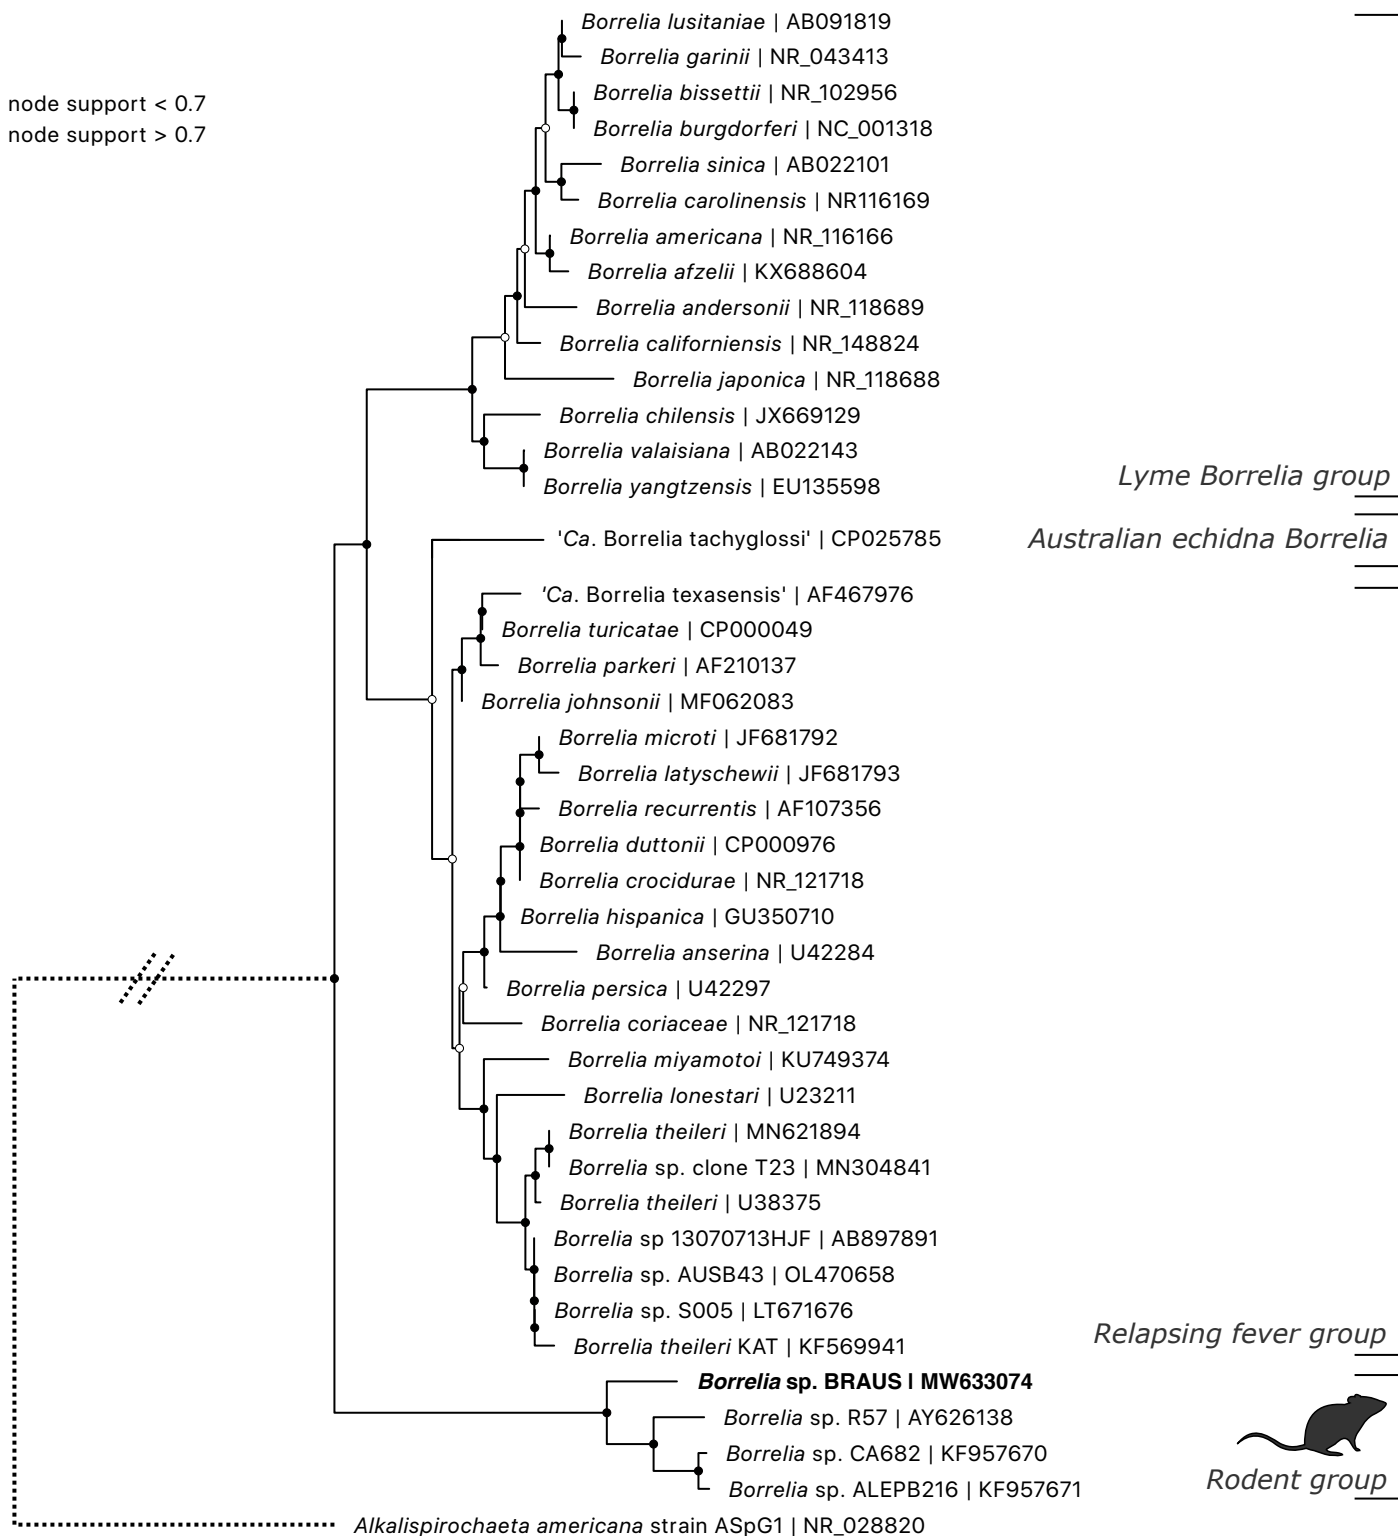 Borrelia lusitaniae | AB091819
Borrelia garinii | NR_043413
Borrelia bissettii | NR_102956
node support < 0.7
node support > 0.7
Borrelia burgdorferi | NC_001318
Borrelia sinica | AB022101
Borrelia carolinensis | NR116169
Borrelia americana | NR_116166
Borrelia afzelii | KX688604
Borrelia andersonii | NR_118689
Borrelia californiensis | NR_148824
Borrelia japonica | NR_118688
Borrelia chilensis | JX669129
Borrelia valaisiana | AB022143
Borrelia yangtzensis | EU135598
Lyme Borrelia group
'Ca. Borrelia tachyglossi' | CP025785
Australian echidna Borrelia
'Ca. Borrelia texasensis' | AF467976
Borrelia turicatae | CP000049
Borrelia parkeri | AF210137
Borrelia johnsonii | MF062083
Borrelia microti | JF681792
Borrelia latyschewii | JF681793
Borrelia recurrentis | AF107356
Borrelia duttonii | CP000976
Borrelia crocidurae | NR_121718
Borrelia hispanica | GU350710
Borrelia anserina | U42284
Borrelia persica | U42297
Borrelia coriaceae | NR_121718
Borrelia miyamotoi | KU749374
Borrelia lonestari | U23211
Borrelia theileri | MN621894
Borrelia sp. clone T23 | MN304841
Borrelia theileri | U38375
Borrelia sp 13070713HJF | AB897891
Borrelia sp. AUSB43 | OL470658
Borrelia sp. S005 | LT671676
Borrelia theileri KAT | KF569941
Relapsing fever group
Borrelia sp. BRAUS | MW633074
Borrelia sp. R57 | AY626138
Borrelia sp. CA682 | KF957670
Borrelia sp. ALEPB216 | KF957671
Rodent group
Alkalispirochaeta americana strain ASpG1 | NR_028820